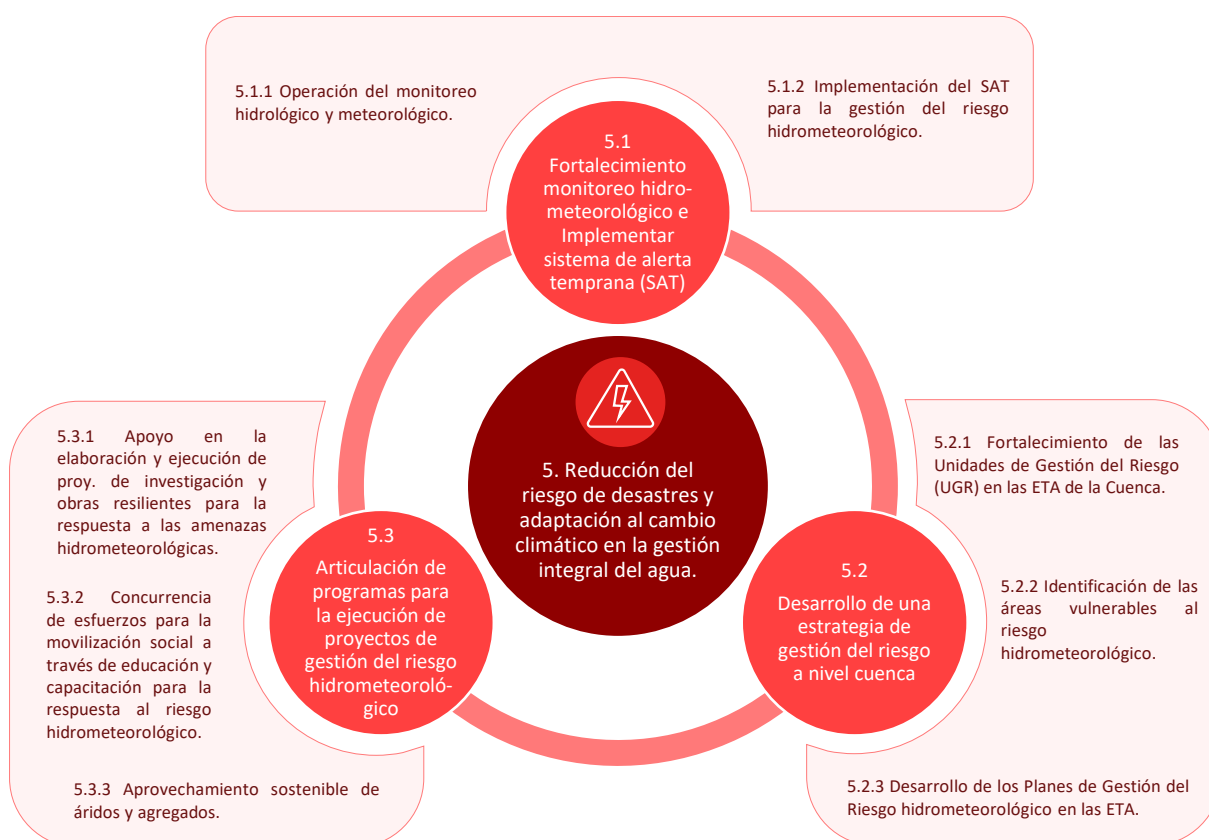 5.1.1 Operación del monitoreo
hidrológico y meteorológico.
5.1.2 Implementación del SAT
para la gestión del riesgo
hidrometeorológico.
5.1
Fortalecimiento
monitoreo hidro-
meteorológico e
Implementar
sistema de alerta
temprana (SAT)
5. Reducción del
riesgo de desastres y
adaptación al cambio
climático en la gestión
integral del agua.
5.3.1 Apoyo en la
elaboración y ejecución de
proy. de investigación y
obras resilientes para la
respuesta a las amenazas
hidrometeorológicas.
5.3.2 Concurrencia
de esfuerzos para la
movilización social a
través de educación y
capacitación para la
respuesta al riesgo
hidrometeorológico.
5.3.3 Aprovechamiento sostenible de
áridos y agregados.
5.3
Articulación de
programas para
la ejecución de
proyectos de
gestión del riesgo
hidrometeoroló-
gico
5.2
Desarrollo de una
estrategia de
gestión del riesgo
a nivel cuenca
5.2.1 Fortalecimiento de las
Unidades de Gestión del Riesgo
(UGR) en las ETA de la Cuenca.
5.2.2 Identificación de las
áreas vulnerables al
riesgo
hidrometeorológico.
5.2.3 Desarrollo de los Planes de Gestión del
Riesgo hidrometeorológico en las ETA.